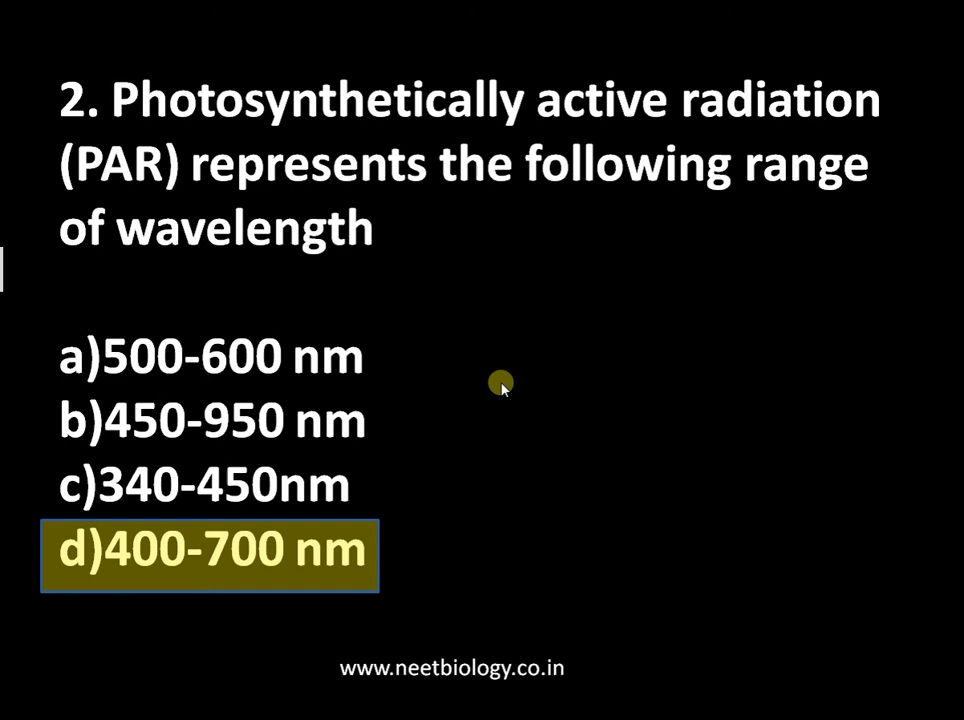 2. Photosynthetically active radiation
(PAR) represents the following range
of wavelength
a)500-600 nm
b)450-950 nm
c)340-450nm
d)400-700 nm
www.neetbiology.co.in